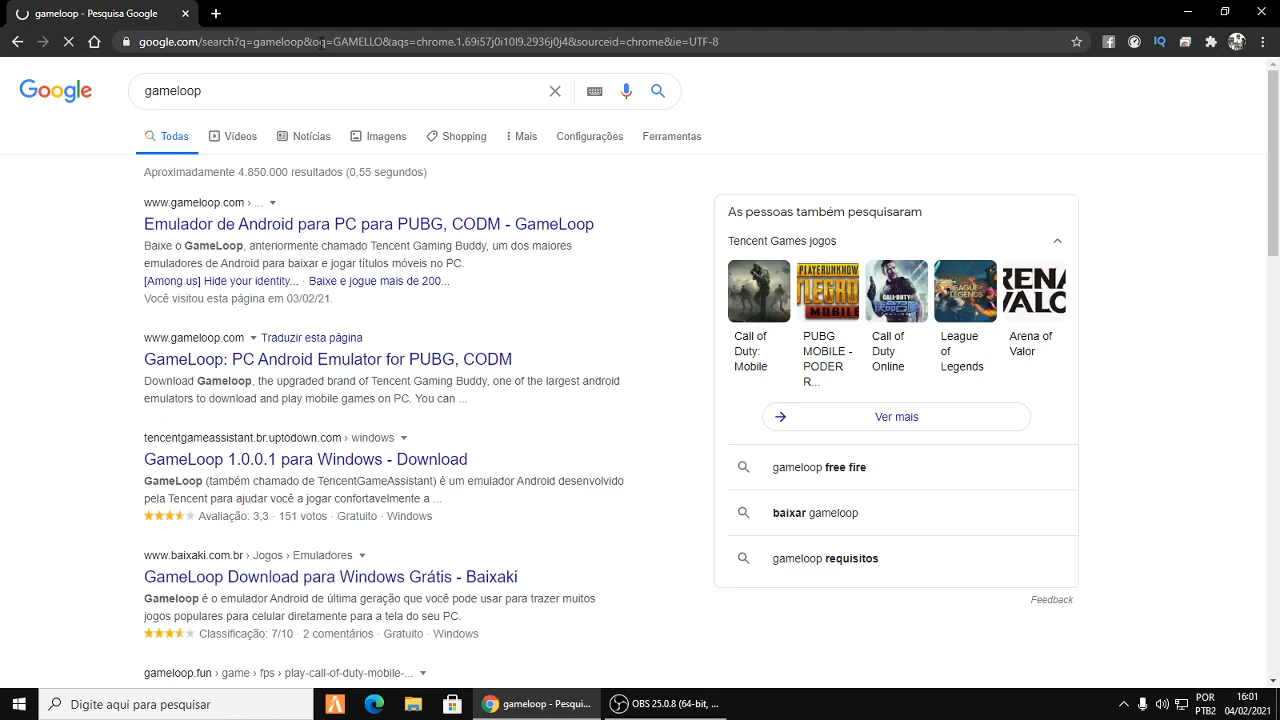 gameloop - Pesquisa Google
google.com/search?q=gameloop&oq=GAMELLO&aqs=chrome.1.69i57j0i10l9.2936j0j4&sourceid=chrome&ie=UTF-8
Google
gameloop
Todas Vídeos Notícias Imagens Shopping Mais Configurações Ferramentas
Aproximadamente 4.850.000 resultados (0,55 segundos)
www.gameloop.com › ...
Emulador de Android para PC para PUBG, CODM - GameLoop
Baixe o GameLoop, anteriormente chamado Tencent Gaming Buddy, um dos maiores
emuladores de Android para baixar e jogar títulos móveis no PC.
[Among us] Hide your identity... · Baixe e jogue mais de 200...
Você visitou esta página em 03/02/21.
www.gameloop.com Traduzir esta página
GameLoop: PC Android Emulator for PUBG, CODM
Download Gameloop, the upgraded brand of Tencent Gaming Buddy, one of the largest android
emulators to download and play mobile games on PC. You can ...
tencentgameassistant.br.uptodown.com › windows
GameLoop 1.0.0.1 para Windows - Download
GameLoop (também chamado de TencentGameAssistant) é um emulador Android desenvolvido
pela Tencent para ajudar você a jogar confortavelmente a ...
Avaliação: 3,3 · 151 votos · Gratuito · Windows
www.baixaki.com.br › Jogos › Emuladores
GameLoop Download para Windows Grátis - Baixaki
Gameloop é o emulador Android de última geração que você pode usar para trazer muitos
jogos populares para celular diretamente para a tela do seu PC.
Classificação: 7/10 · 2 comentários · Gratuito · Windows
gameloop.fun › game › fps › play-call-of-duty-mobile-...
As pessoas também pesquisaram
Tencent Games jogos
Call of
Duty:
Mobile
PUBG
MOBILE -
PODER
R...
Call of
Duty
Online
League
of
Legends
Arena of
Valor
Ver mais
gameloop free fire
baixar gameloop
gameloop requisitos
Feedback
Digite aqui para pesquisar
gameloop - Pesqui...
OBS 25.0.8 (64-bit, ...
POR
PTB2
16:01
04/02/2021